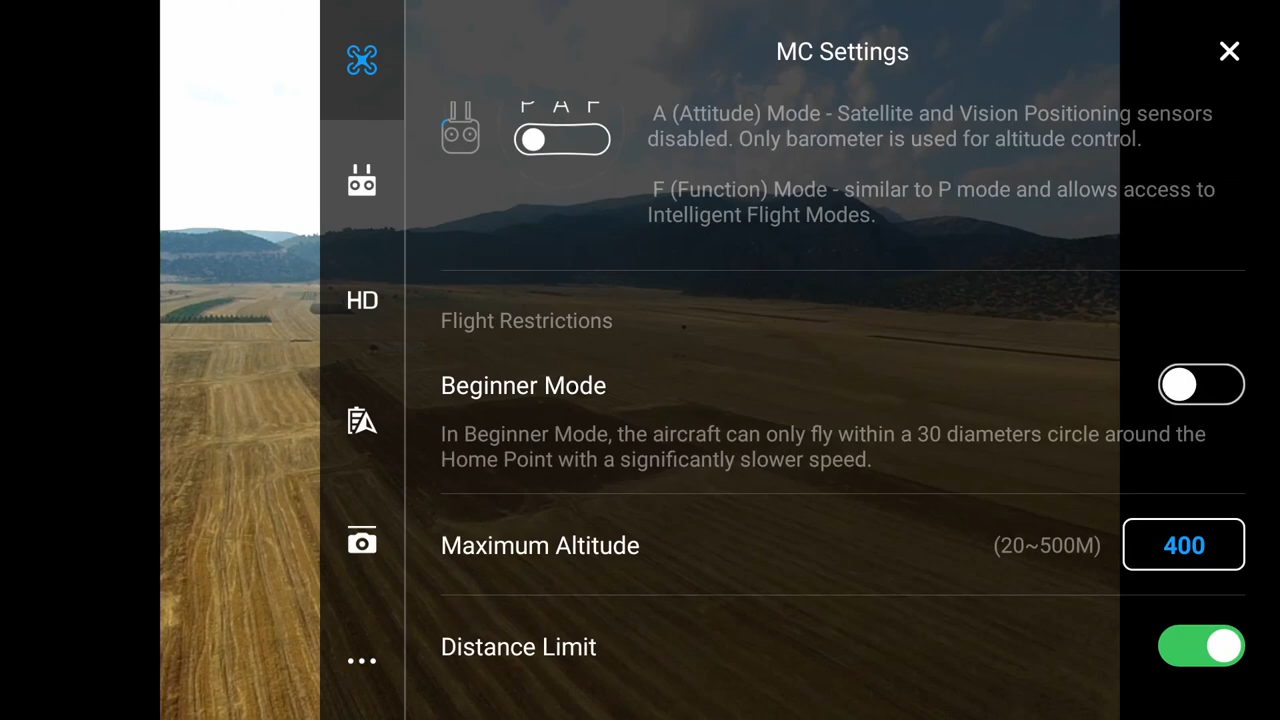 MC Settings
P A F
A (Attitude) Mode - Satellite and Vision Positioning sensors
disabled. Only barometer is used for altitude control.
F (Function) Mode - similar to P mode and allows access to
Intelligent Flight Modes.
HD
Flight Restrictions
Beginner Mode
In Beginner Mode, the aircraft can only fly within a 30 diameters circle around the
Home Point with a significantly slower speed.
Maximum Altitude (20~500M) 400
Distance Limit